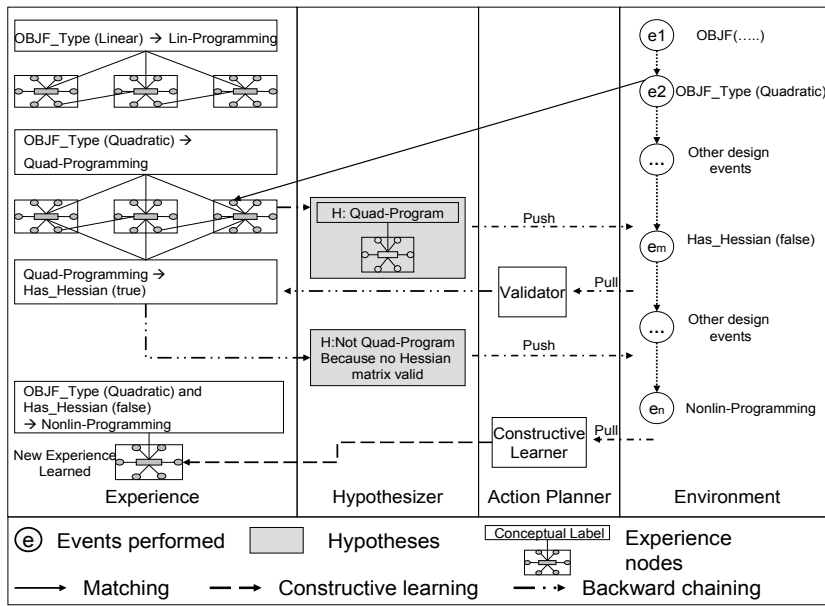 OBJF_Type (Linear) → Lin-Programming
OBJF_Type (Quadratic) →
Quad-Programming
Quad-Programming →
Has_Hessian (true)
OBJF_Type (Quadratic) and
Has_Hessian (false)
→ Nonlin-Programming
New Experience
Learned
Experience
H: Quad-Program
H:Not Quad-Program
Because no Hessian
matrix valid
Hypothesizer
Push
Validator
Pull
Push
Constructive
Learner
Pull
Action Planner
e1
OBJF(…..)
e2
OBJF_Type (Quadratic)
...
Other design
events
em
Has_Hessian (false)
...
Other design
events
en
Nonlin-Programming
Environment
e
Events performed
Hypotheses
Conceptual Label
Experience
nodes
Matching
Constructive learning
Backward chaining